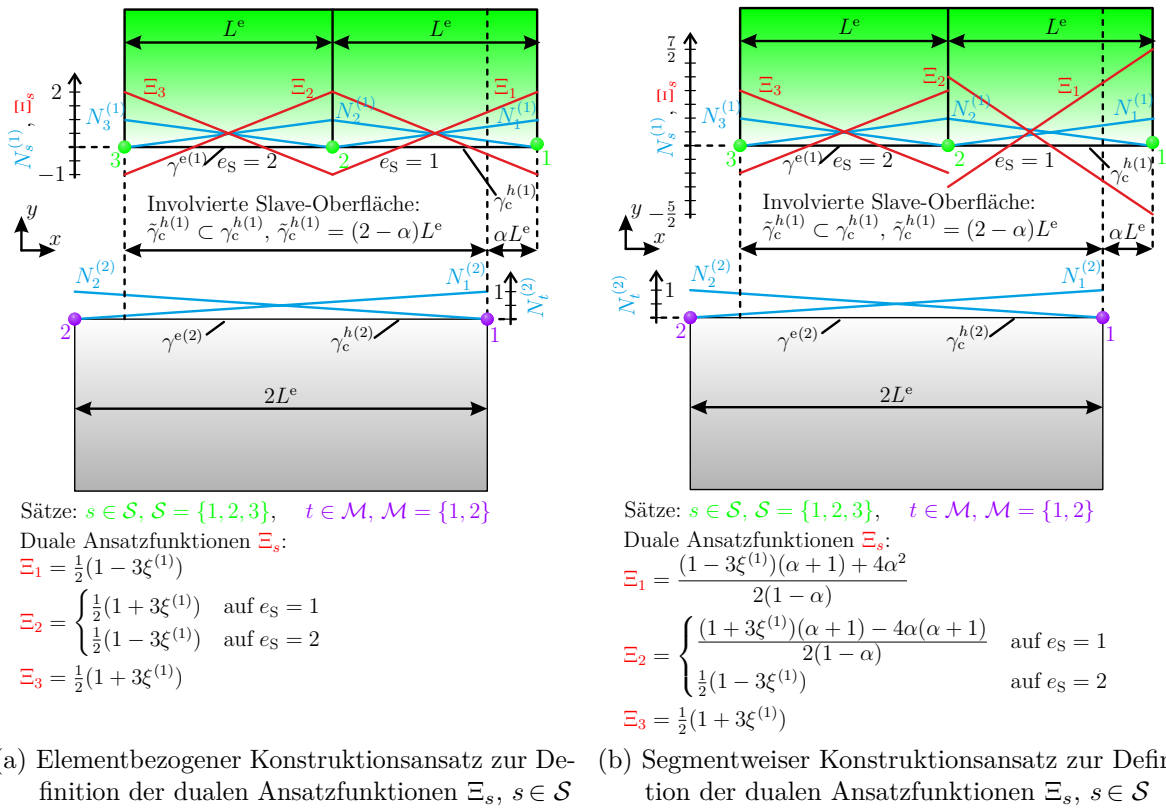 L^e L^e
2
-1
N_s^(1), Ξ_s
Ξ_3 Ξ_2 Ξ_1
N_3^(1) N_2^(1) N_1^(1)
3 2 1
γ^e(1) e_S = 2 e_S = 1
γ_c^h(1)
Involvierte Slave-Oberfläche:
γ̃_c^h(1) ⊂ γ_c^h(1), γ̃_c^h(1) = (2 − α)L^e αL^e
y
x
N_2^(2) N_1^(2)
1
N_t^(2)
2 1
γ^e(2) γ_c^h(2)
2L^e
Sätze: s ∈ 𝒮, 𝒮 = {1, 2, 3}, t ∈ ℳ, ℳ = {1, 2}
Duale Ansatzfunktionen Ξ_s:
Ξ_1 = 1/2(1 − 3ξ^(1))
Ξ_2 = { 1/2(1 + 3ξ^(1)) auf e_S = 1
1/2(1 − 3ξ^(1)) auf e_S = 2
Ξ_3 = 1/2(1 + 3ξ^(1))
a) Elementbezogener Konstruktionsansatz zur De-
finition der dualen Ansatzfunktionen Ξ_s, s ∈ 𝒮
L^e L^e
7/2
-5/2
N_s^(1), Ξ_s
Ξ_3 Ξ_2 Ξ_1
N_3^(1) N_2^(1) N_1^(1)
3 2 1
γ^e(1) e_S = 2 e_S = 1
γ_c^h(1)
Involvierte Slave-Oberfläche:
γ̃_c^h(1) ⊂ γ_c^h(1), γ̃_c^h(1) = (2 − α)L^e αL^e
y
x
N_2^(2) N_1^(2)
1
N_t^(2)
2 1
γ^e(2) γ_c^h(2)
2L^e
Sätze: s ∈ 𝒮, 𝒮 = {1, 2, 3}, t ∈ ℳ, ℳ = {1, 2}
Duale Ansatzfunktionen Ξ_s:
Ξ_1 = ((1 − 3ξ^(1))(α + 1) + 4α^2) / (2(1 − α))
Ξ_2 = { ((1 + 3ξ^(1))(α + 1) − 4α(α + 1)) / (2(1 − α)) auf e_S = 1
1/2(1 − 3ξ^(1)) auf e_S = 2
Ξ_3 = 1/2(1 + 3ξ^(1))
(b) Segmentweiser Konstruktionsansatz zur Defin
tion der dualen Ansatzfunktionen Ξ_s, s ∈ 𝒮